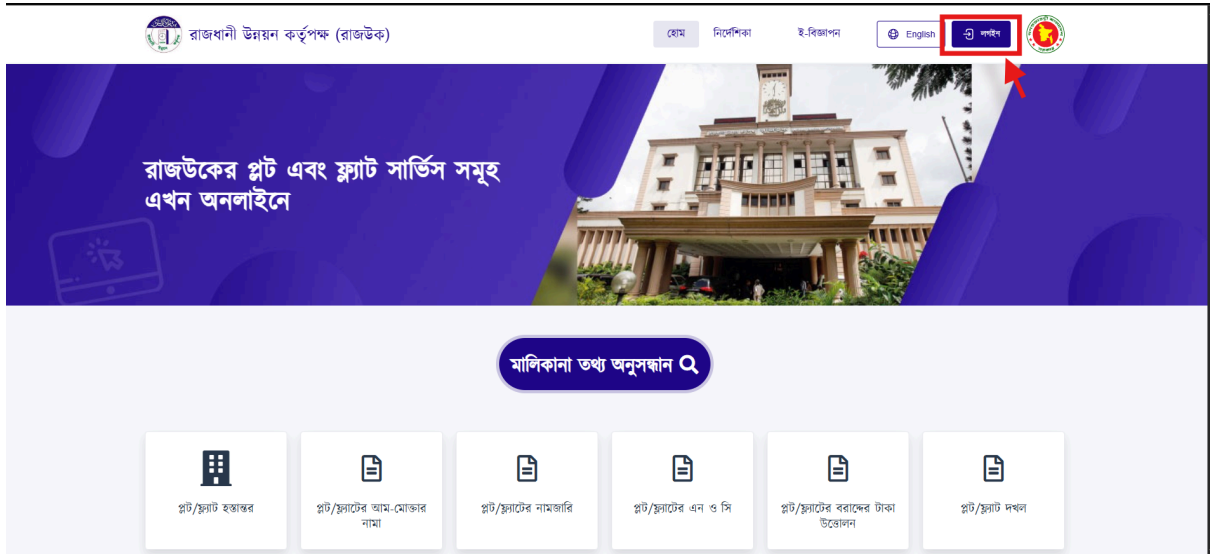 রাজধানী উন্নয়ন কর্তৃপক্ষ (রাজউক)
হোম
নির্দেশিকা
ই-বিজ্ঞাপন
English
লগইন
রাজউকের প্লট এবং ফ্ল্যাট সার্ভিস সমূহ
এখন অনলাইনে
মালিকানা তথ্য অনুসন্ধান
প্লট/ফ্ল্যাট হস্তান্তর
প্লট/ফ্ল্যাটের আম-মোক্তার
নামা
প্লট/ফ্ল্যাটের নামজারি
প্লট/ফ্ল্যাটের এন ও সি
প্লট/ফ্ল্যাটের বরাদ্দের টাকা
উত্তোলন
প্লট/ফ্ল্যাট দখল